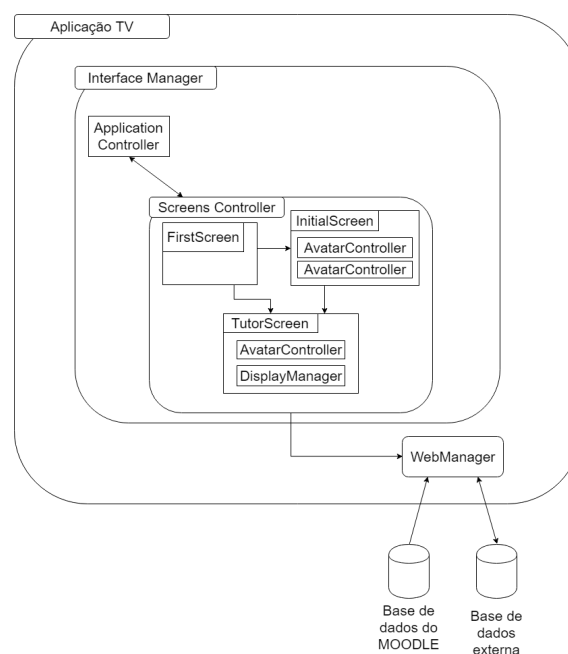 Aplicação TV
Interface Manager
Application
Controller
Screens Controller
FirstScreen
InitialScreen
AvatarController
AvatarController
TutorScreen
AvatarController
DisplayManager
WebManager
Base de
dados do
MOODLE
Base de
dados
externa